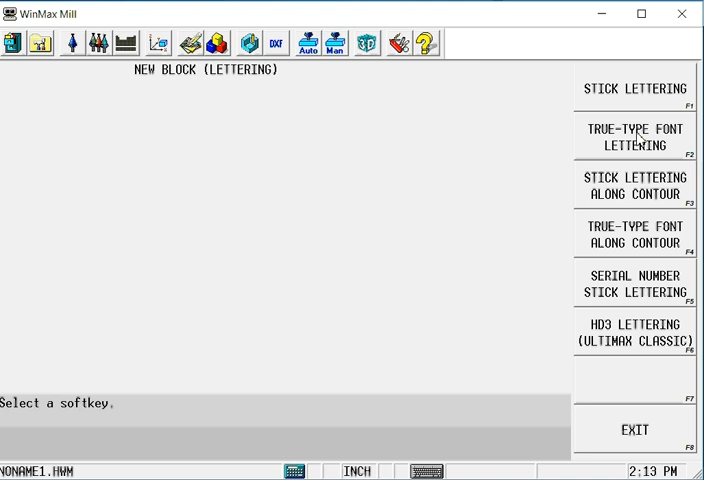 WinMax Mill
DXF
Auto
Man
3D
NEW BLOCK (LETTERING)
STICK LETTERING
F1
TRUE-TYPE FONT
LETTERING
F2
STICK LETTERING
ALONG CONTOUR
F3
TRUE-TYPE FONT
ALONG CONTOUR
F4
SERIAL NUMBER
STICK LETTERING
F5
HD3 LETTERING
(ULTIMAX CLASSIC)
F6
F7
Select a softkey.
EXIT
F8
NONAME1.HWM
INCH
2:13 PM